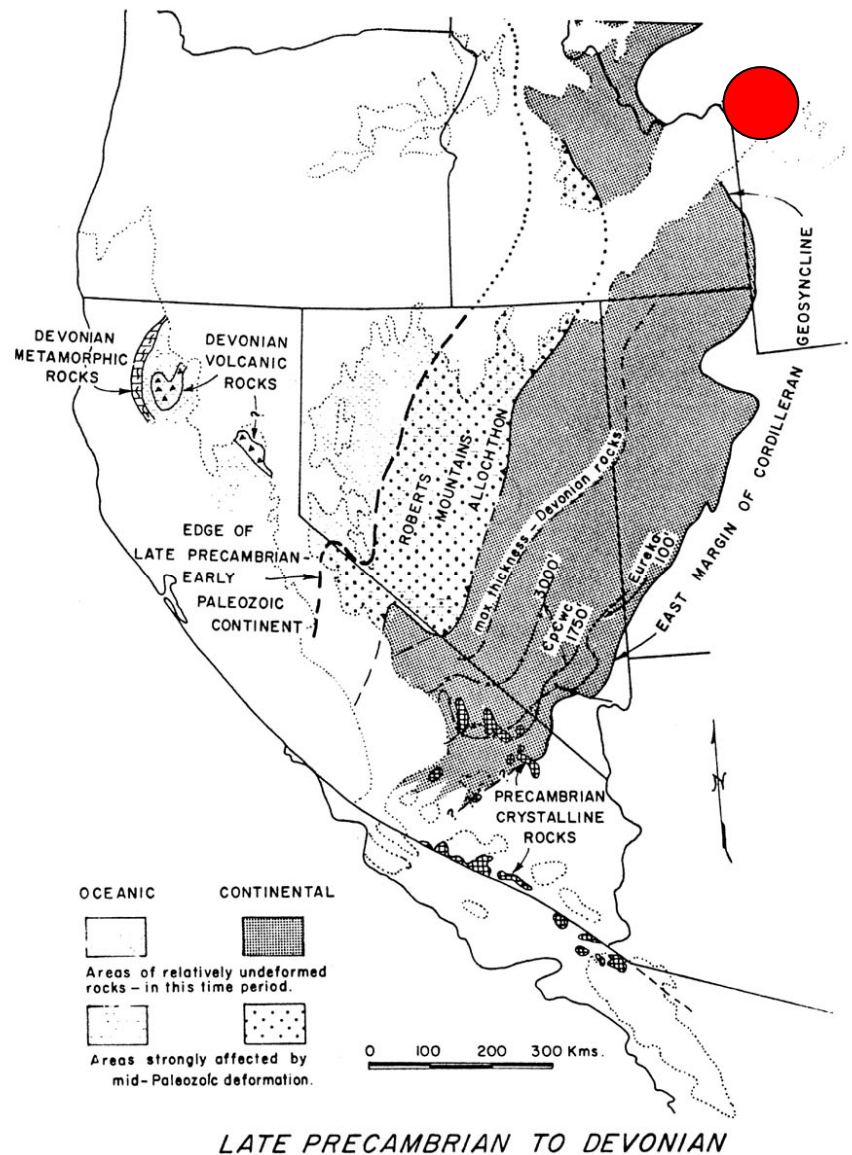 GEOSYNCLINE
DEVONIAN
METAMORPHIC
ROCKS
DEVONIAN
VOLCANIC
ROCKS
?
ROBERTS
MOUNTAINS
ALLOCHTHON
max. thickness - Devonian rocks
3000'
CpЄwc
1750'
Eureka
100'
EAST MARGIN OF CORDILLERAN
EDGE OF
LATE PRECAMBRIAN-
EARLY
PALEOZOIC
CONTINENT
?
?
PRECAMBRIAN
CRYSTALLINE
ROCKS
N
OCEANIC CONTINENTAL
Areas of relatively undeformed
rocks - in this time period.
Areas strongly affected by
mid-Paleozoic deformation.
0 100 200 300 Kms.
LATE PRECAMBRIAN TO DEVONIAN